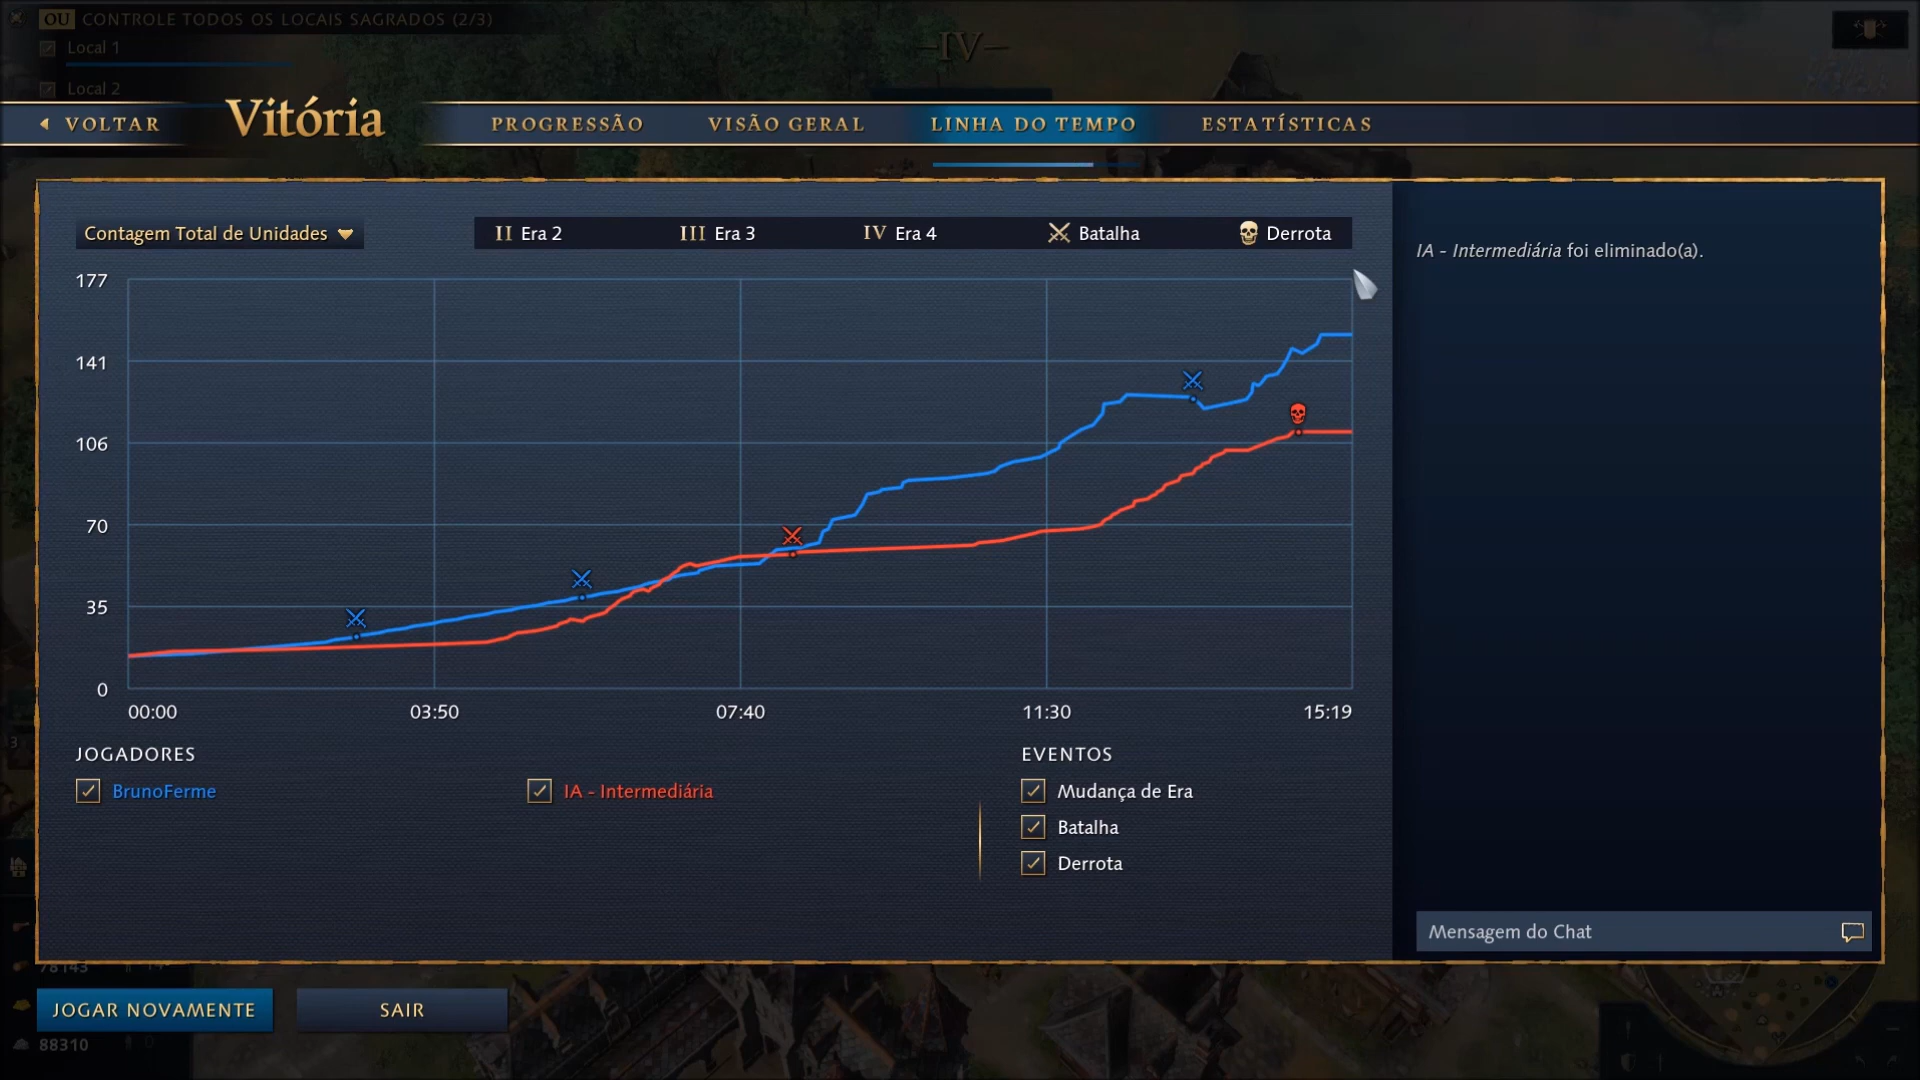 OU CONTROLE TODOS OS LOCAIS SAGRADOS (2/3)
Local 1
Local 2
IV
VOLTAR
Vitória
PROGRESSÃO
VISÃO GERAL
LINHA DO TEMPO
ESTATÍSTICAS
Contagem Total de Unidades
II Era 2
III Era 3
IV Era 4
Batalha
Derrota
IA - Intermediária foi eliminado(a).
177
141
106
70
35
0
00:00
03:50
07:40
11:30
15:19
JOGADORES
BrunoFerme
IA - Intermediária
EVENTOS
Mudança de Era
Batalha
Derrota
Mensagem do Chat
78143
JOGAR NOVAMENTE
SAIR
88310